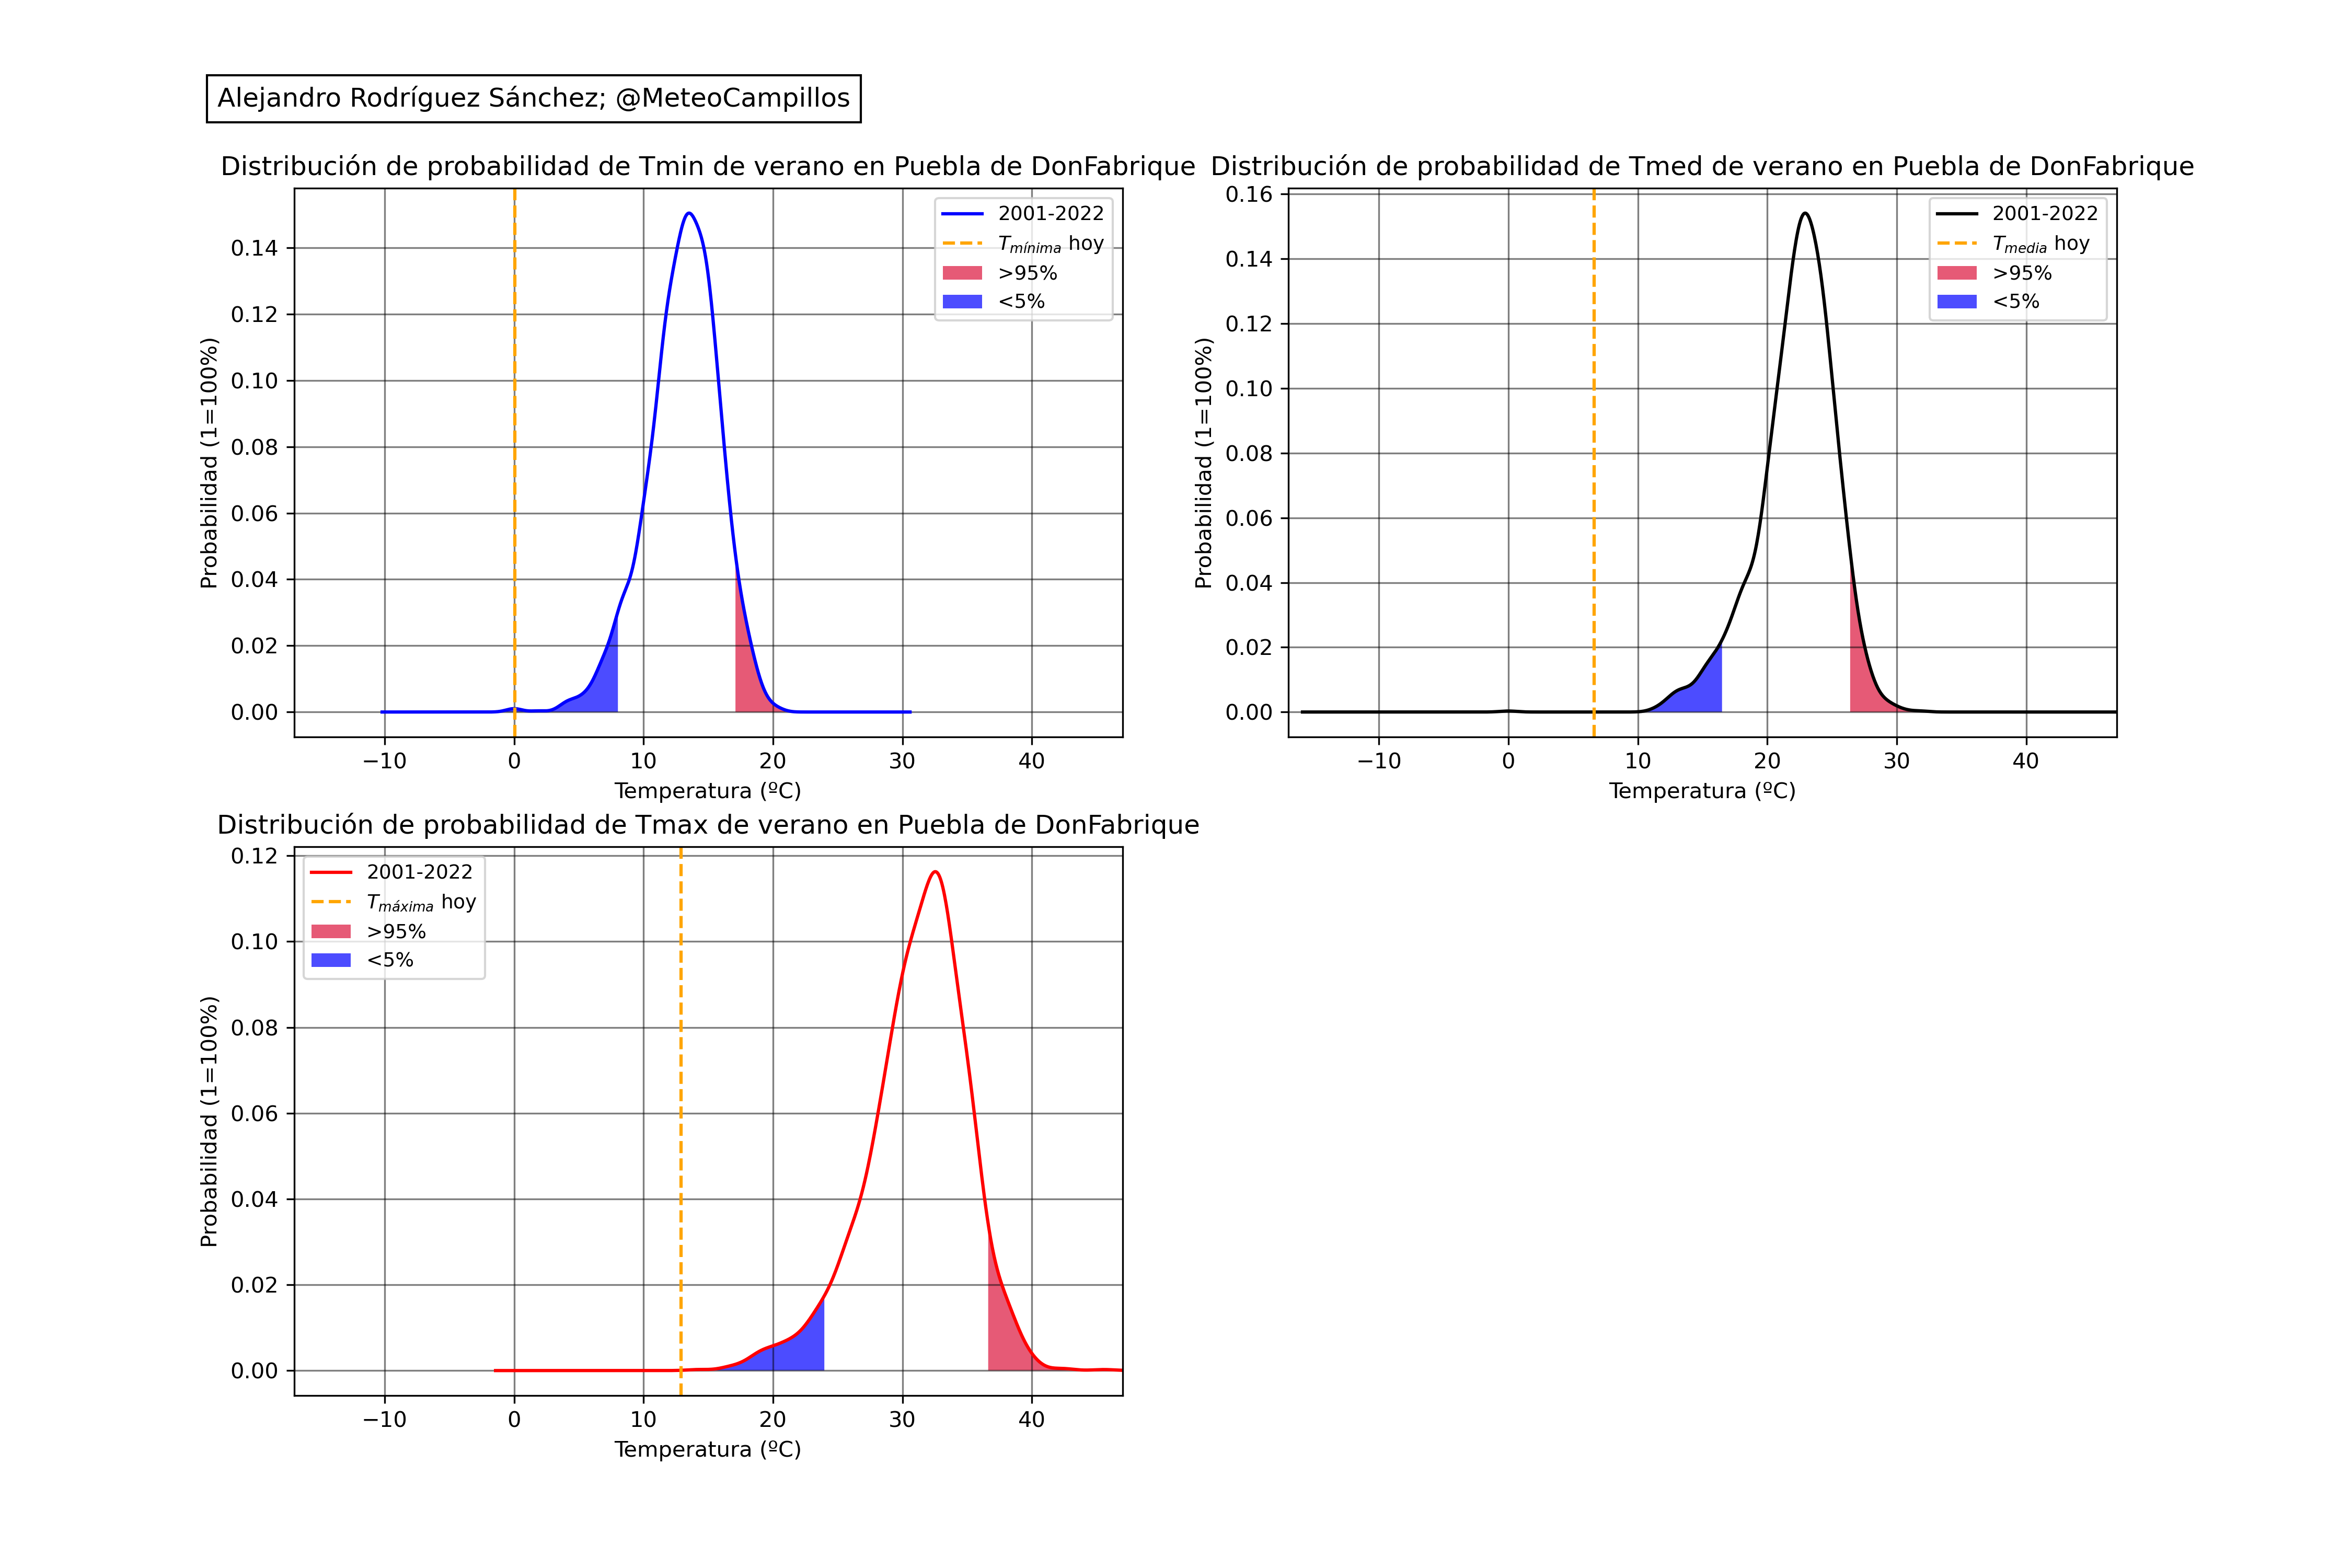 Alejandro Rodríguez Sánchez; @MeteoCampillos
Distribución de probabilidad de Tmin de verano en Puebla de DonFabrique
Probabilidad (1=100%)
0.14
0.12
0.10
0.08
0.06
0.04
0.02
0.00
2001-2022
Tmínima hoy
>95%
<5%
−10 0 10 20 30 40
Temperatura (ºC)
Distribución de probabilidad de Tmed de verano en Puebla de DonFabrique
Probabilidad (1=100%)
0.16
0.14
0.12
0.10
0.08
0.06
0.04
0.02
0.00
2001-2022
Tmedia hoy
>95%
<5%
−10 0 10 20 30 40
Temperatura (ºC)
Distribución de probabilidad de Tmax de verano en Puebla de DonFabrique
Probabilidad (1=100%)
0.12
0.10
0.08
0.06
0.04
0.02
0.00
2001-2022
Tmáxima hoy
>95%
<5%
−10 0 10 20 30 40
Temperatura (ºC)